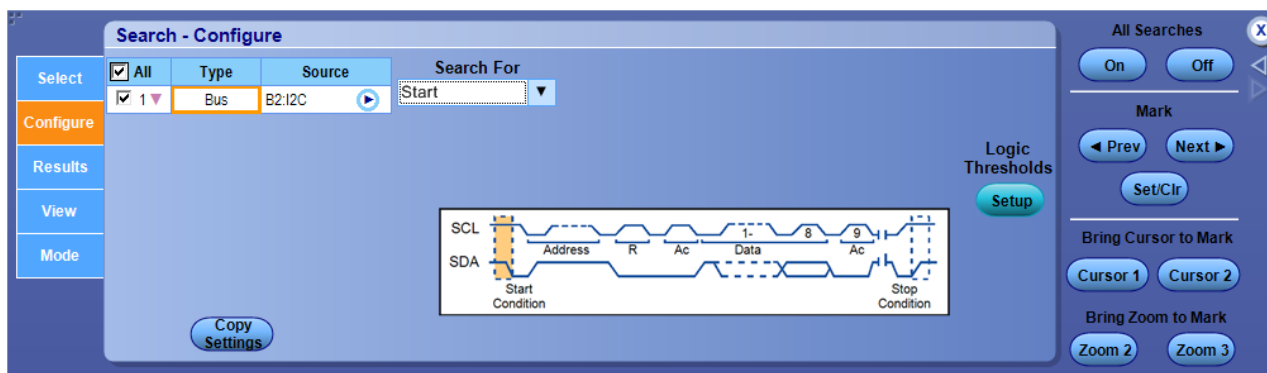 Search - Configure
Select
Configure
Results
View
Mode
All Type Source
1 Bus B2:I2C
Search For
Start
Logic
Thresholds
Setup
SCL
SDA
1- 8 9
Address R Ac Data Ac
Start
Condition
Stop
Condition
Copy
Settings
All Searches
X
On Off
Mark
◄ Prev Next ►
Set/Clr
Bring Cursor to Mark
Cursor 1 Cursor 2
Bring Zoom to Mark
Zoom 2 Zoom 3